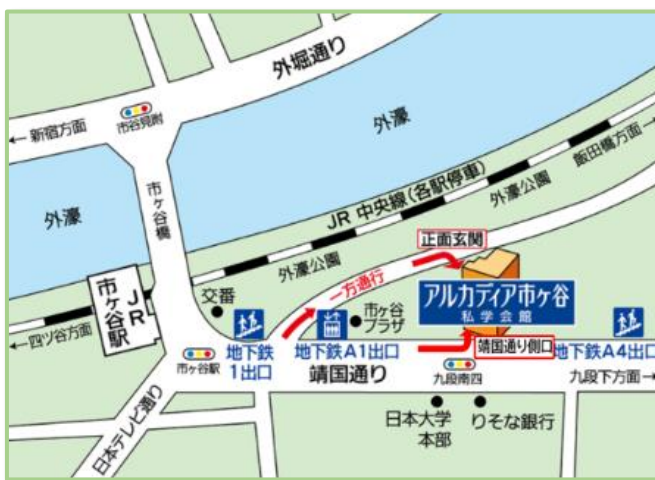 外堀通り
←新宿方面
市谷見附
外濠
飯田橋方面→
市ヶ谷橋
JR 中央線(各駅停車)
外濠公園
外濠
正面玄関
外濠公園
JR
市ヶ谷駅
交番
一方通行
アルカディア市ヶ谷
私学会館
市ヶ谷
プラザ
←四ツ谷方面
地下鉄
1出口
地下鉄A1出口
靖国通り側口
地下鉄A4出口
市ヶ谷駅
靖国通り
九段南四
九段下方面→
日本テレビ通り
日本大学
本部
りそな銀行